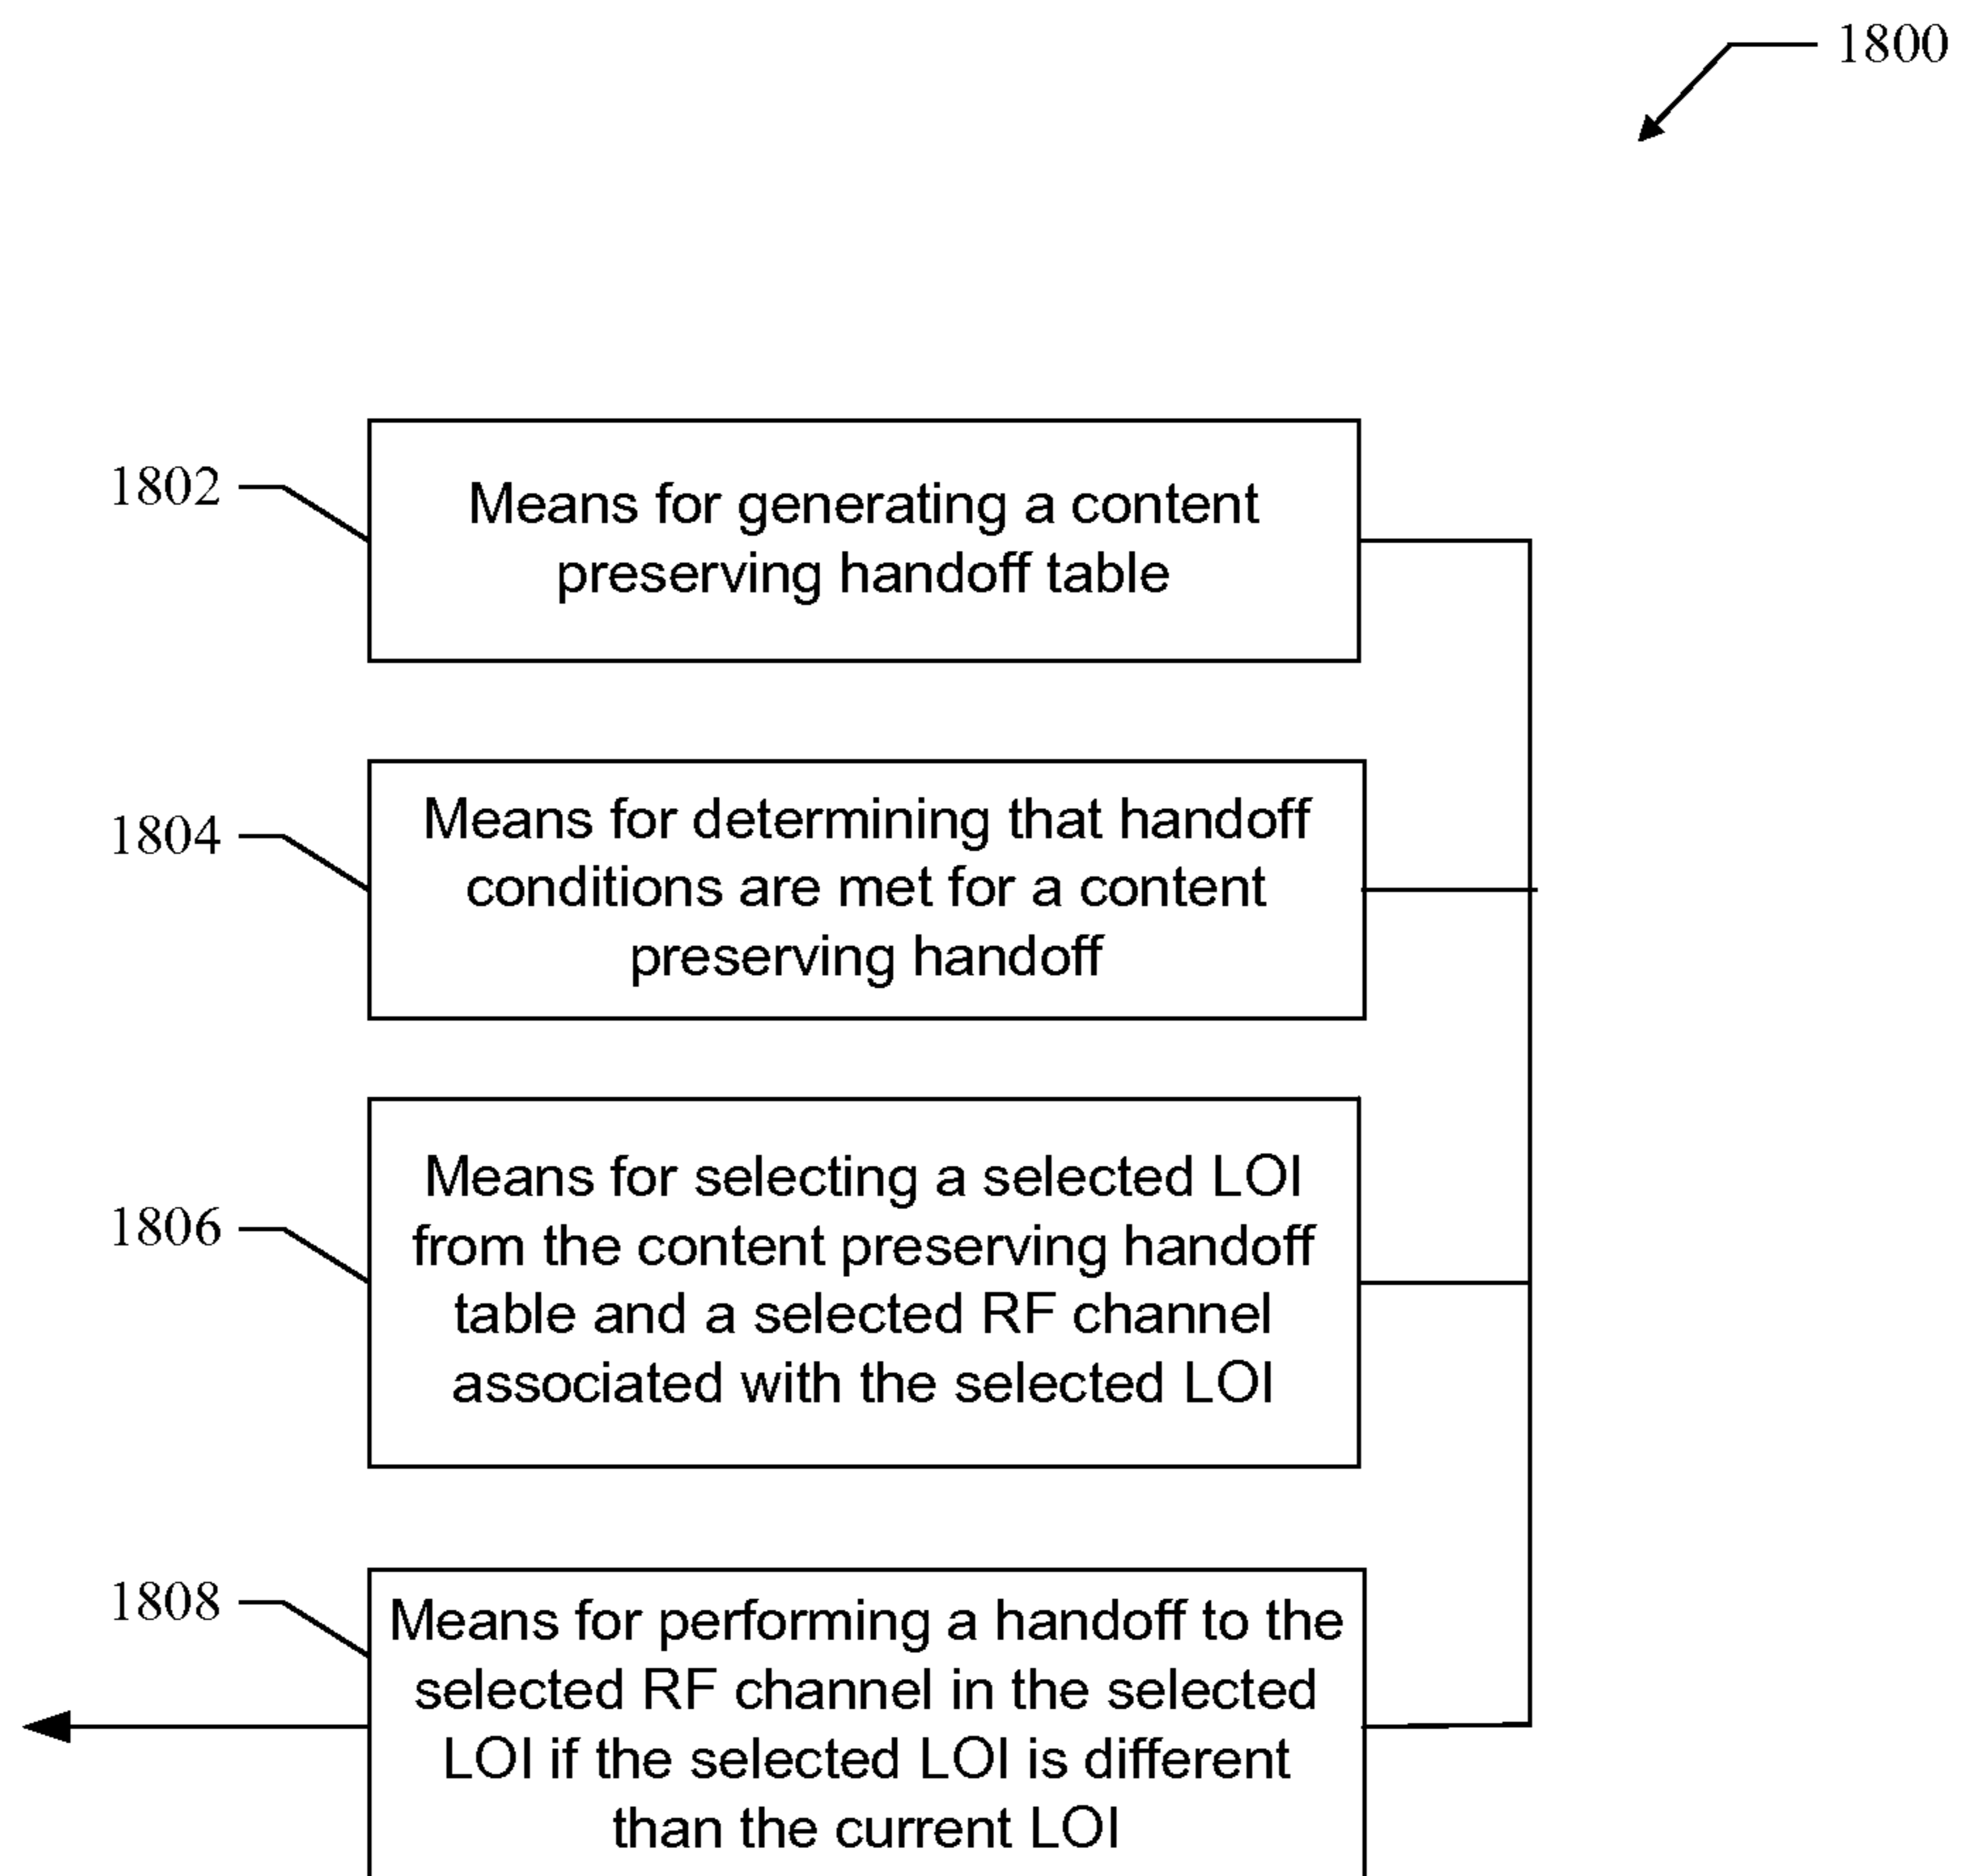 1800
1802
Means for generating a content
preserving handoff table
1804
Means for determining that handoff
conditions are met for a content
preserving handoff
1806
Means for selecting a selected LOI
from the content preserving handoff
table and a selected RF channel
associated with the selected LOI
1808
Means for performing a handoff to the
selected RF channel in the selected
LOI if the selected LOI is different
than the current LOI